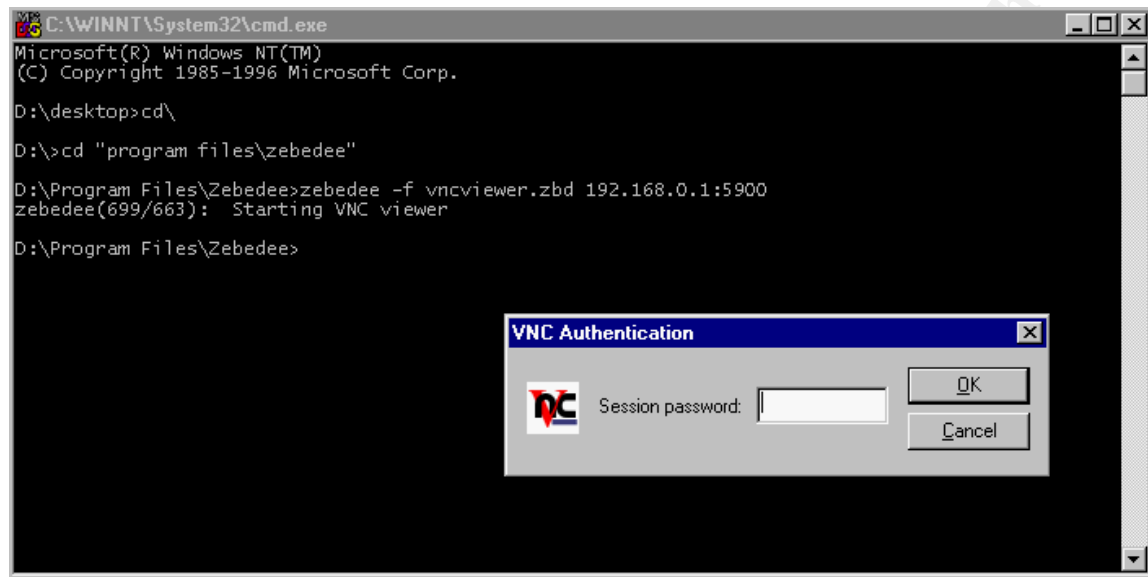 C:\WINNT\System32\cmd.exe
Microsoft(R) Windows NT(TM)
(C) Copyright 1985-1996 Microsoft Corp.
D:\desktop>cd\
D:\>cd "program files\zebedee"
D:\Program Files\Zebedee>zebedee -f vncviewer.zbd 192.168.0.1:5900
zebedee(699/663):  Starting VNC viewer
D:\Program Files\Zebedee>
VNC Authentication
VNC
Session password:
OK
Cancel